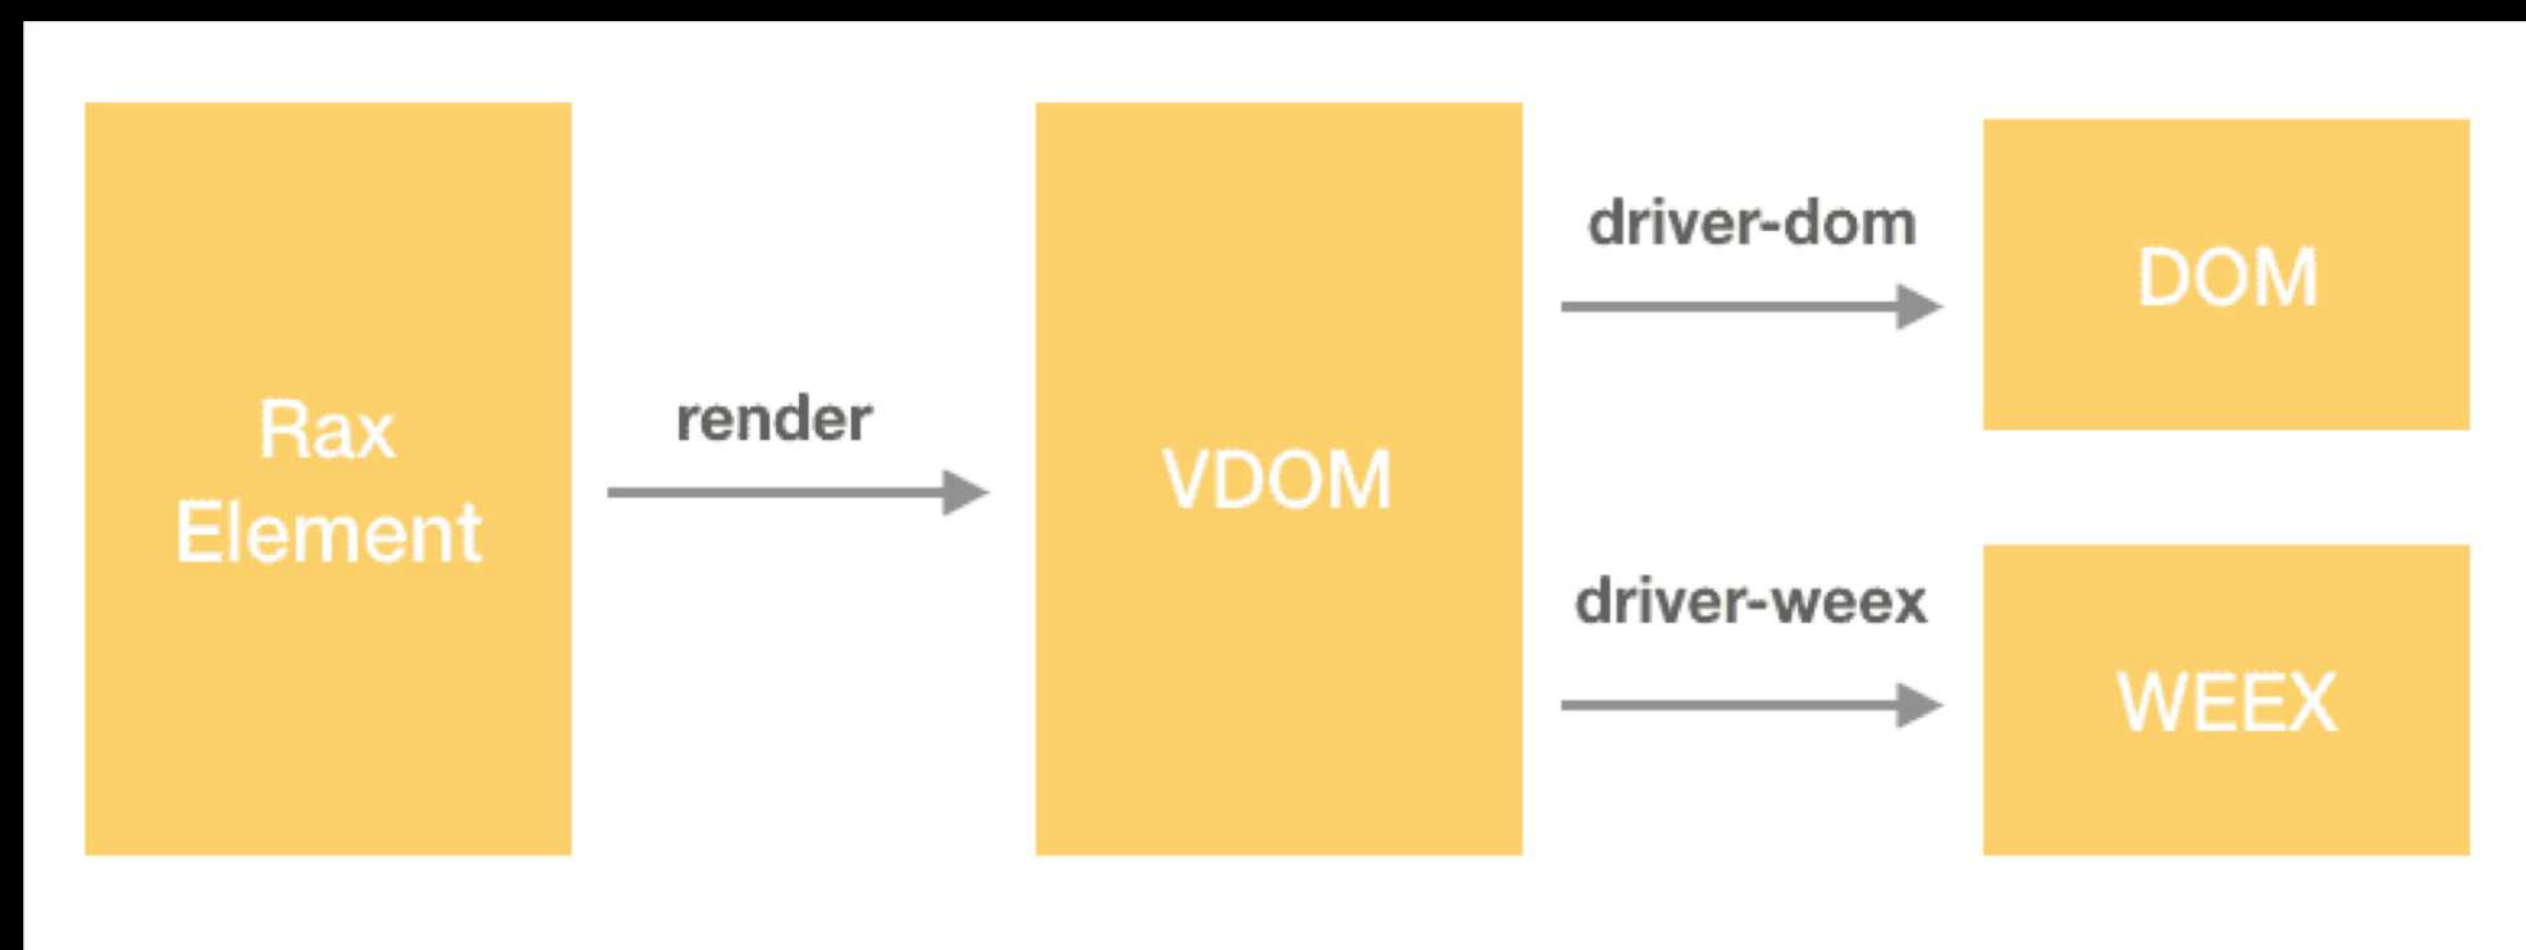 Rax
Element
render
VDOM
driver-dom
DOM
driver-weex
WEEX